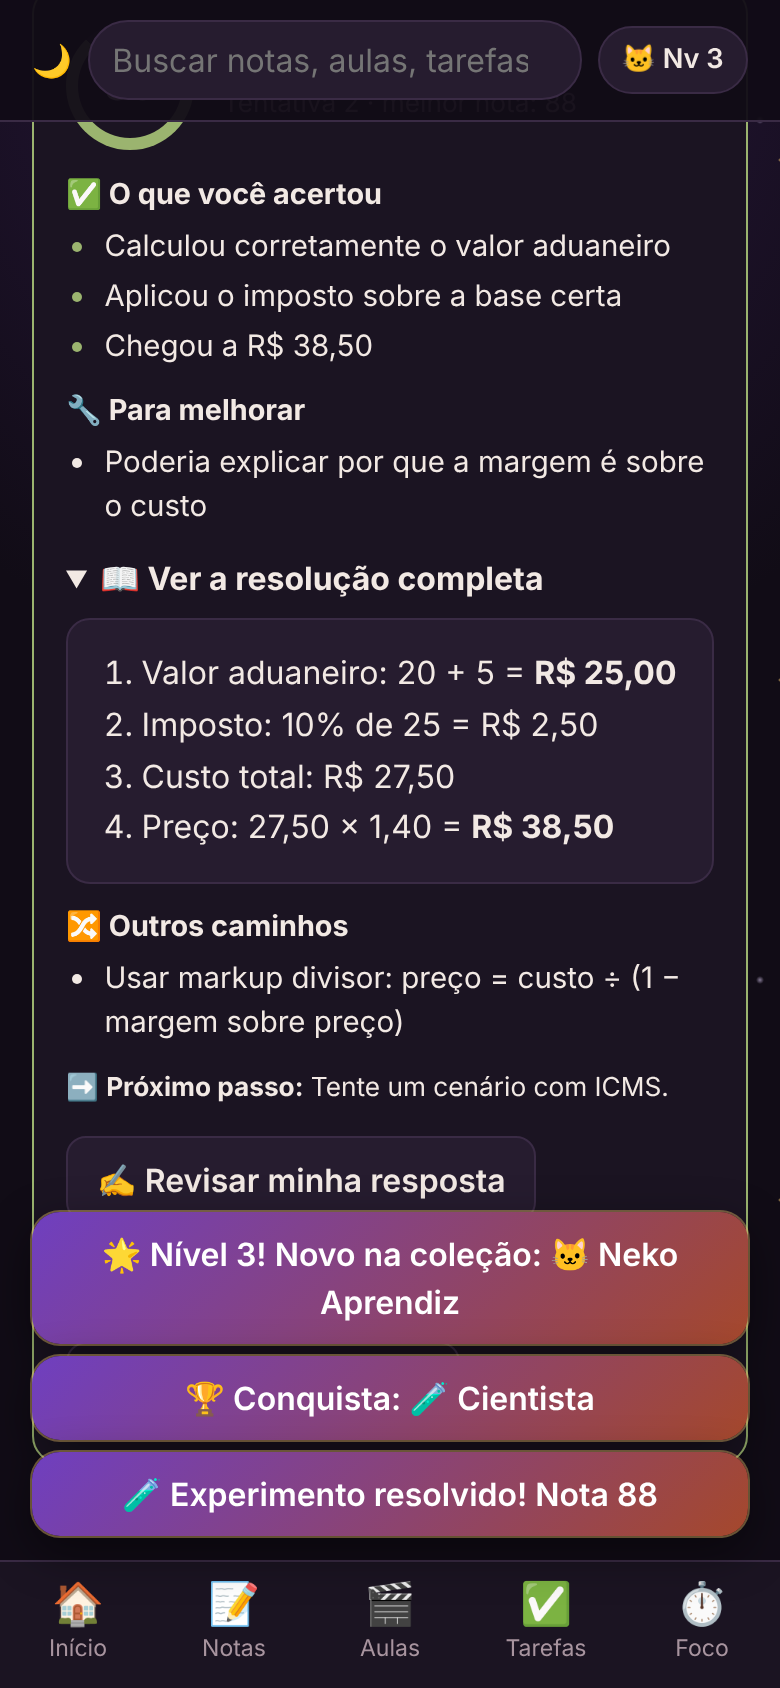 Buscar notas, aulas, tarefas
Nv 3
Tentativa 2 · melhor nota: 88
O que você acertou
Calculou corretamente o valor aduaneiro
Aplicou o imposto sobre a base certa
Chegou a R$ 38,50
Para melhorar
Poderia explicar por que a margem é sobre
o custo
Ver a resolução completa
1. Valor aduaneiro: 20 + 5 = R$ 25,00
2. Imposto: 10% de 25 = R$ 2,50
3. Custo total: R$ 27,50
4. Preço: 27,50 × 1,40 = R$ 38,50
Outros caminhos
Usar markup divisor: preço = custo ÷ (1 −
margem sobre preço)
Próximo passo: Tente um cenário com ICMS.
Revisar minha resposta
Nível 3! Novo na coleção: Neko
Aprendiz
Conquista: Cientista
Experimento resolvido! Nota 88
Início
Notas
Aulas
Tarefas
Foco